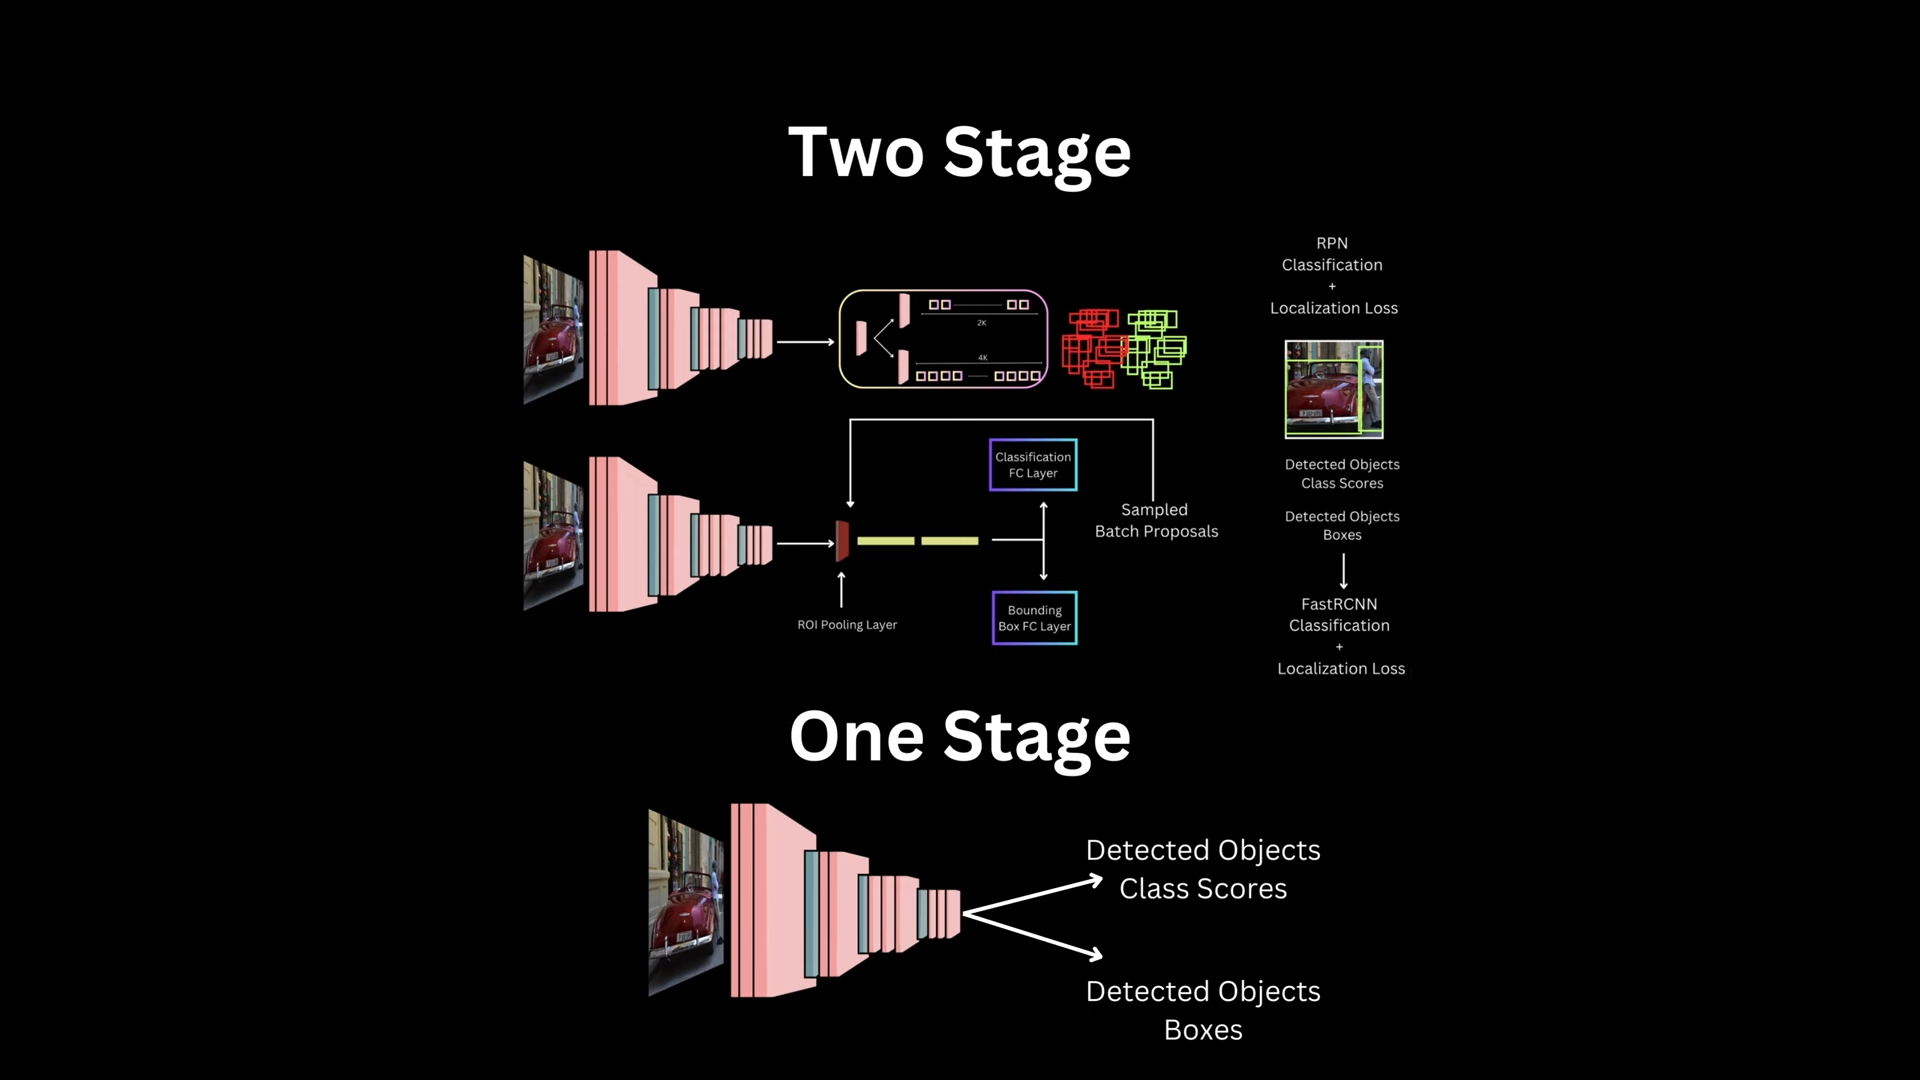 Two Stage
RPN
Classification
+
Localization Loss
2K
4K
Classification
FC Layer
Sampled
Batch Proposals
Detected Objects
Class Scores
Detected Objects
Boxes
ROI Pooling Layer
Bounding
Box FC Layer
FastRCNN
Classification
+
Localization Loss
One Stage
Detected Objects
Class Scores
Detected Objects
Boxes